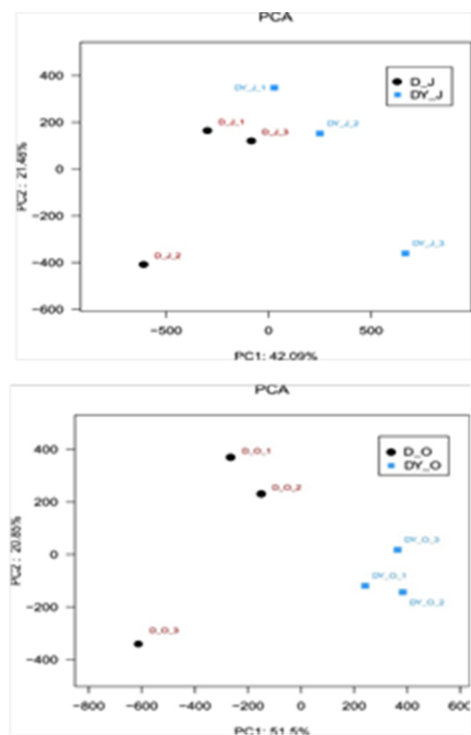 PCA
400
200
0
−200
−400
−600
PC2 : 21.48%
DY_J_1
D_J_1
D_J_3
DY_J_2
D_J_2
DY_J_3
D_J
DY_J
−500
0
500
PC1: 42.09%
PCA
400
200
0
−200
−400
PC2 : 20.85%
D_O_1
D_O_2
DY_O_3
DY_O_1
DY_O_2
D_O_3
D_O
DY_O
−800
−600
−400
−200
0
200
400
600
PC1: 51.5%